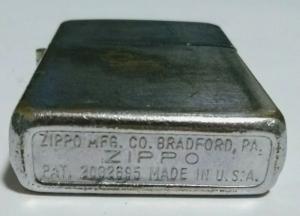 ZIPPO MFG. CO. BRADFORD, PA.
ZIPPO
PAT. 2032695 MADE IN U.S.A.